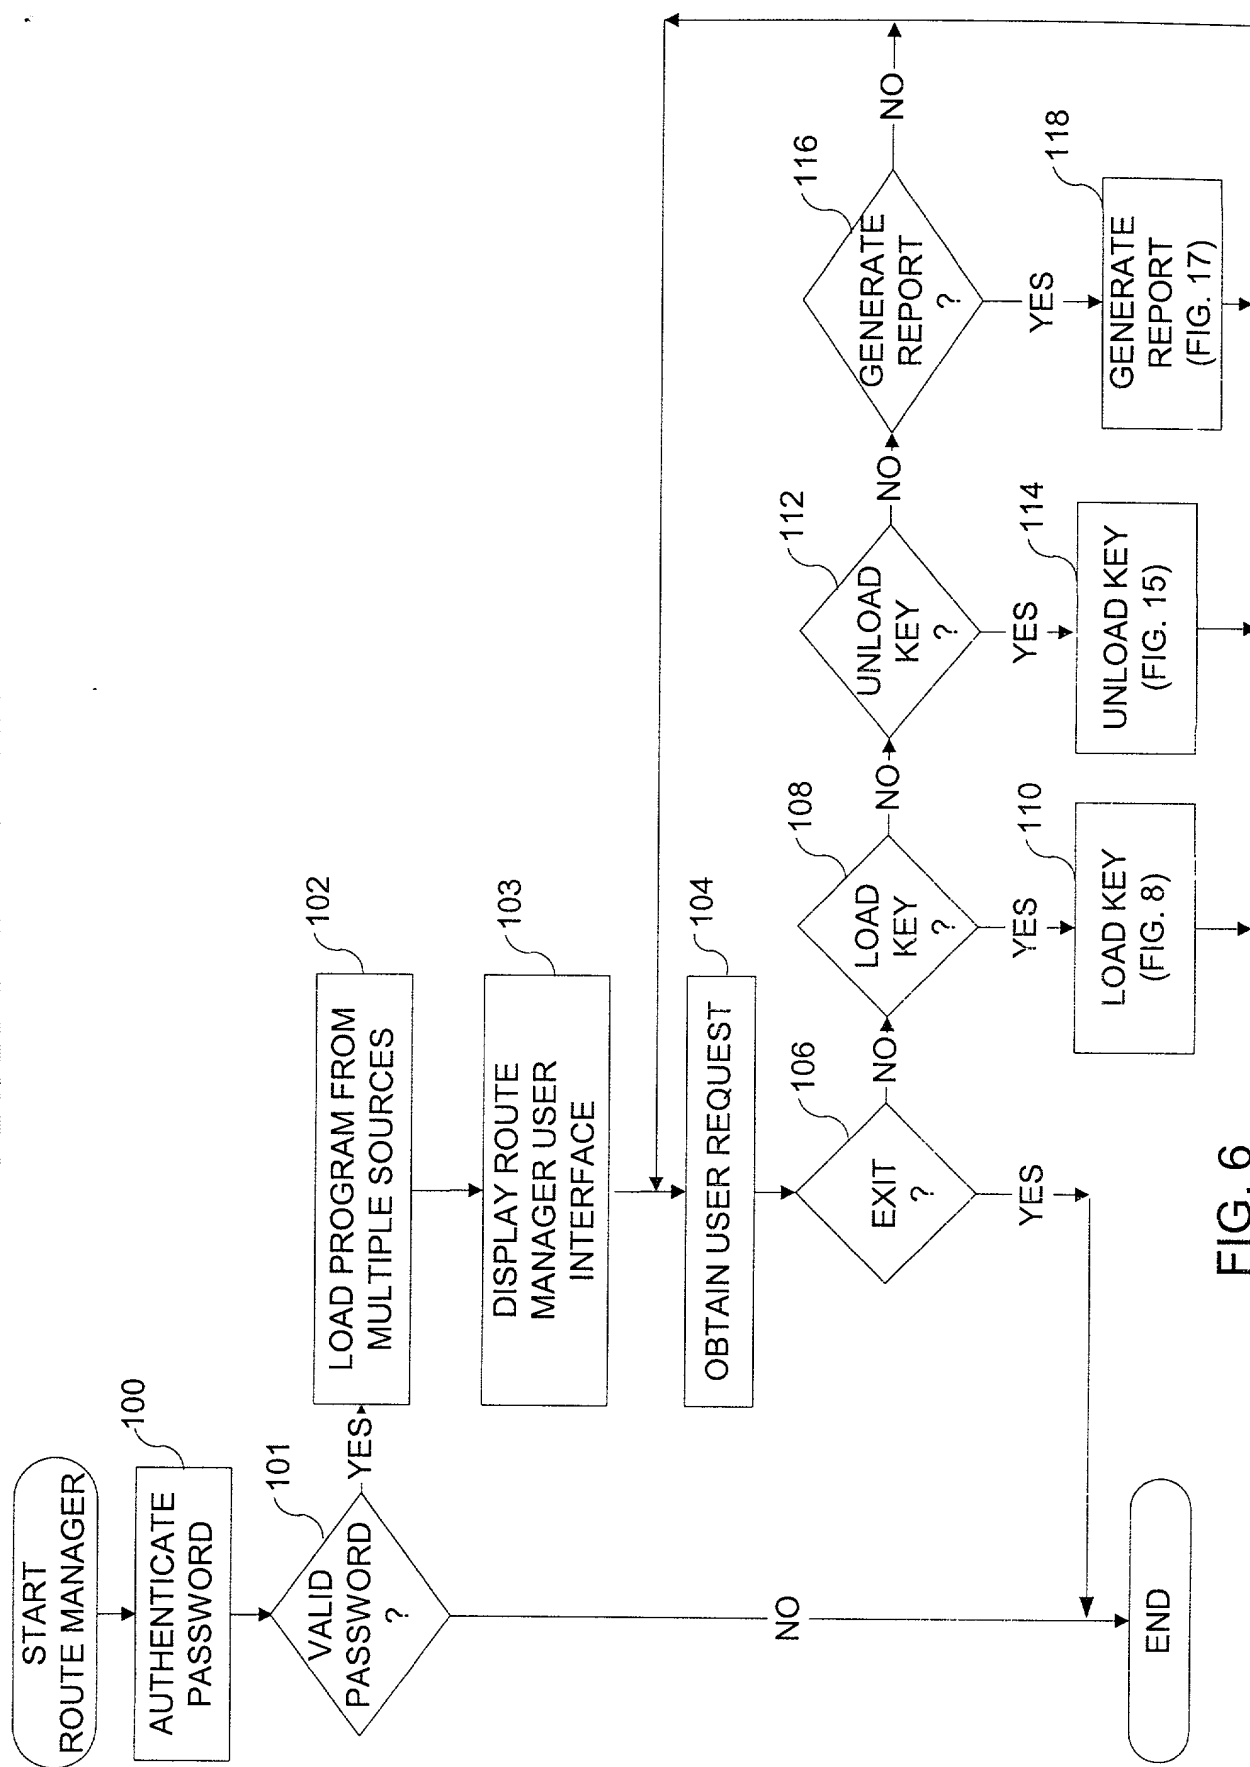 START
ROUTE MANAGER
100
AUTHENTICATE
PASSWORD
101
VALID
PASSWORD
?
YES
NO
102
LOAD PROGRAM FROM
MULTIPLE SOURCES
103
DISPLAY ROUTE
MANAGER USER
INTERFACE
104
OBTAIN USER REQUEST
106
EXIT
?
YES
NO
END
108
LOAD
KEY
?
NO
YES
110
LOAD KEY
(FIG. 8)
112
UNLOAD
KEY
?
NO
YES
114
UNLOAD KEY
(FIG. 15)
116
GENERATE
REPORT
?
NO
YES
118
GENERATE
REPORT
(FIG. 17)
FIG. 6